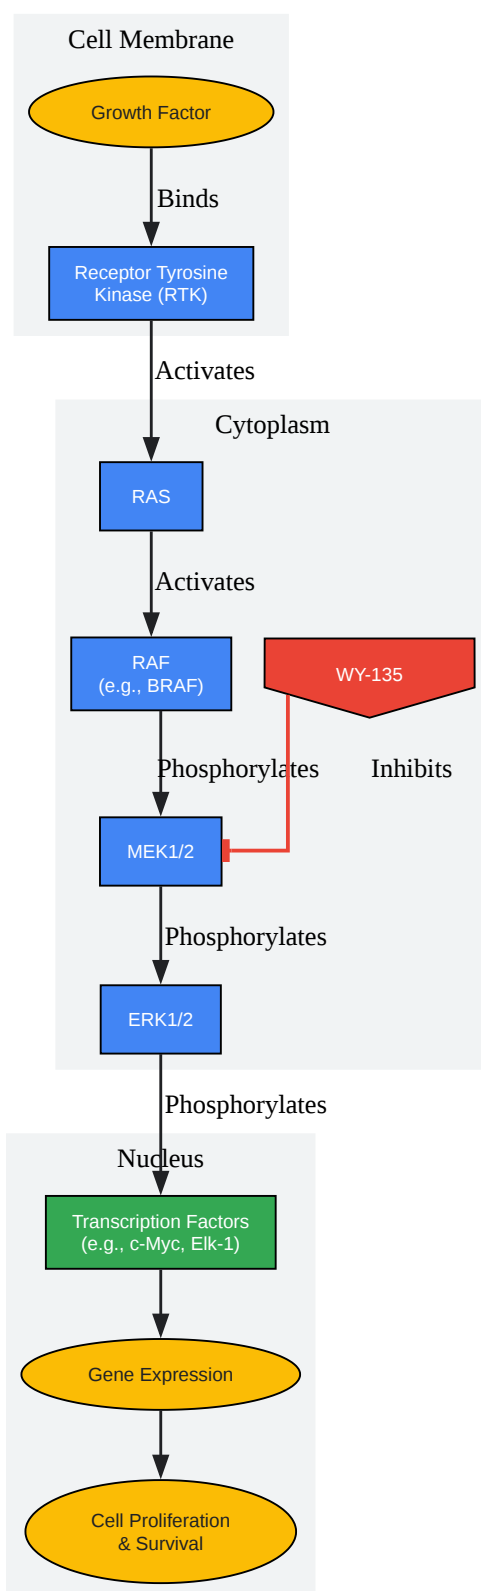 Cell Membrane
Growth Factor
Binds
Receptor Tyrosine
Kinase (RTK)
Activates
Cytoplasm
RAS
Activates
RAF
(e.g., BRAF)
WY-135
Phosphorylates
Inhibits
MEK1/2
Phosphorylates
ERK1/2
Phosphorylates
Nucleus
Transcription Factors
(e.g., c-Myc, Elk-1)
Gene Expression
Cell Proliferation
& Survival